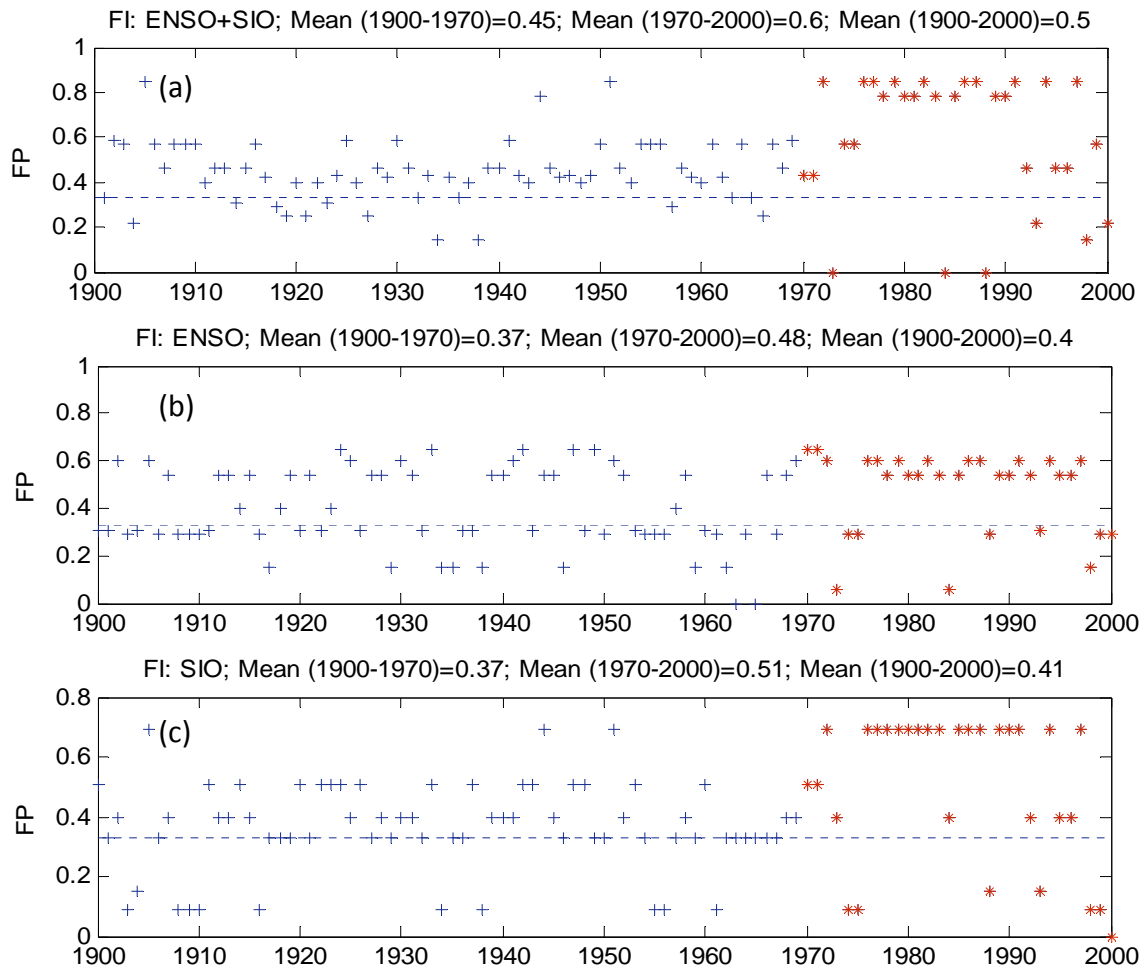 FI: ENSO+SIO; Mean (1900-1970)=0.45; Mean (1970-2000)=0.6; Mean (1900-2000)=0.5
1
(a)
0.8
0.6
FP
0.4
0.2
0
1900 1910 1920 1930 1940 1950 1960 1970 1980 1990 2000
FI: ENSO; Mean (1900-1970)=0.37; Mean (1970-2000)=0.48; Mean (1900-2000)=0.4
1
(b)
0.8
0.6
FP
0.4
0.2
0
1900 1910 1920 1930 1940 1950 1960 1970 1980 1990 2000
FI: SIO; Mean (1900-1970)=0.37; Mean (1970-2000)=0.51; Mean (1900-2000)=0.41
0.8
(c)
0.6
FP
0.4
0.2
0
1900 1910 1920 1930 1940 1950 1960 1970 1980 1990 2000